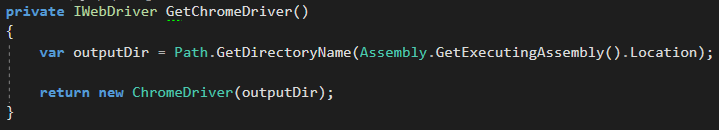 private IWebDriver GetChromeDriver()
{
    var outputDir = Path.GetDirectoryName(Assembly.GetExecutingAssembly().Location);

    return new ChromeDriver(outputDir);
}